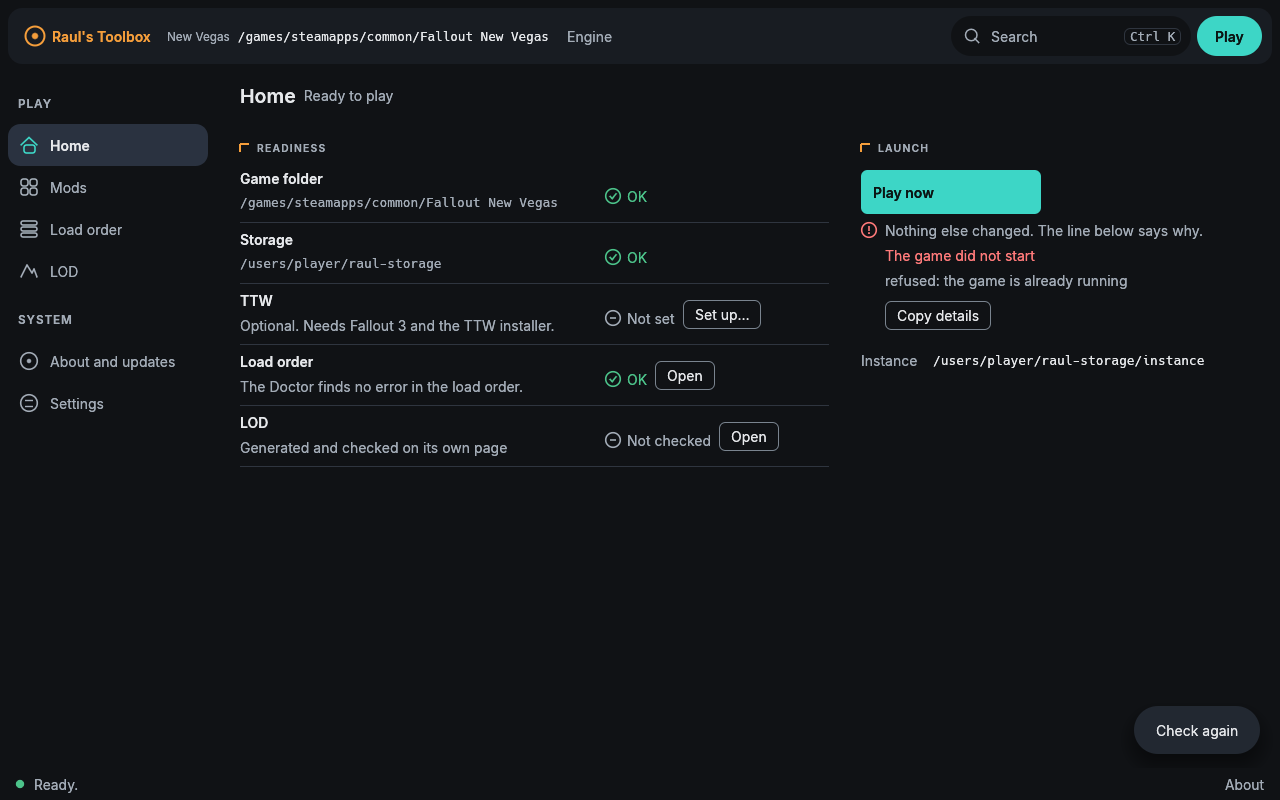 Raul's Toolbox
New Vegas /games/steamapps/common/Fallout New Vegas
Engine
Search
Ctrl K
Play
PLAY
Home
Mods
Load order
LOD
SYSTEM
About and updates
Settings
Home Ready to play
READINESS
Game folder
/games/steamapps/common/Fallout New Vegas
OK
Storage
/users/player/raul-storage
OK
TTW
Optional. Needs Fallout 3 and the TTW installer.
Not set
Set up...
Load order
The Doctor finds no error in the load order.
OK
Open
LOD
Generated and checked on its own page
Not checked
Open
LAUNCH
Play now
Nothing else changed. The line below says why.
The game did not start
refused: the game is already running
Copy details
Instance /users/player/raul-storage/instance
Check again
Ready.
About